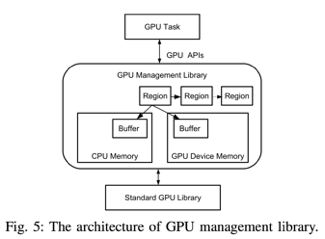 GPU Task
GPU APIs
GPU Management Library
Region Region Region
Buffer Buffer
CPU Memory GPU Device Memory
Standard GPU Library
Fig. 5: The architecture of GPU management library.